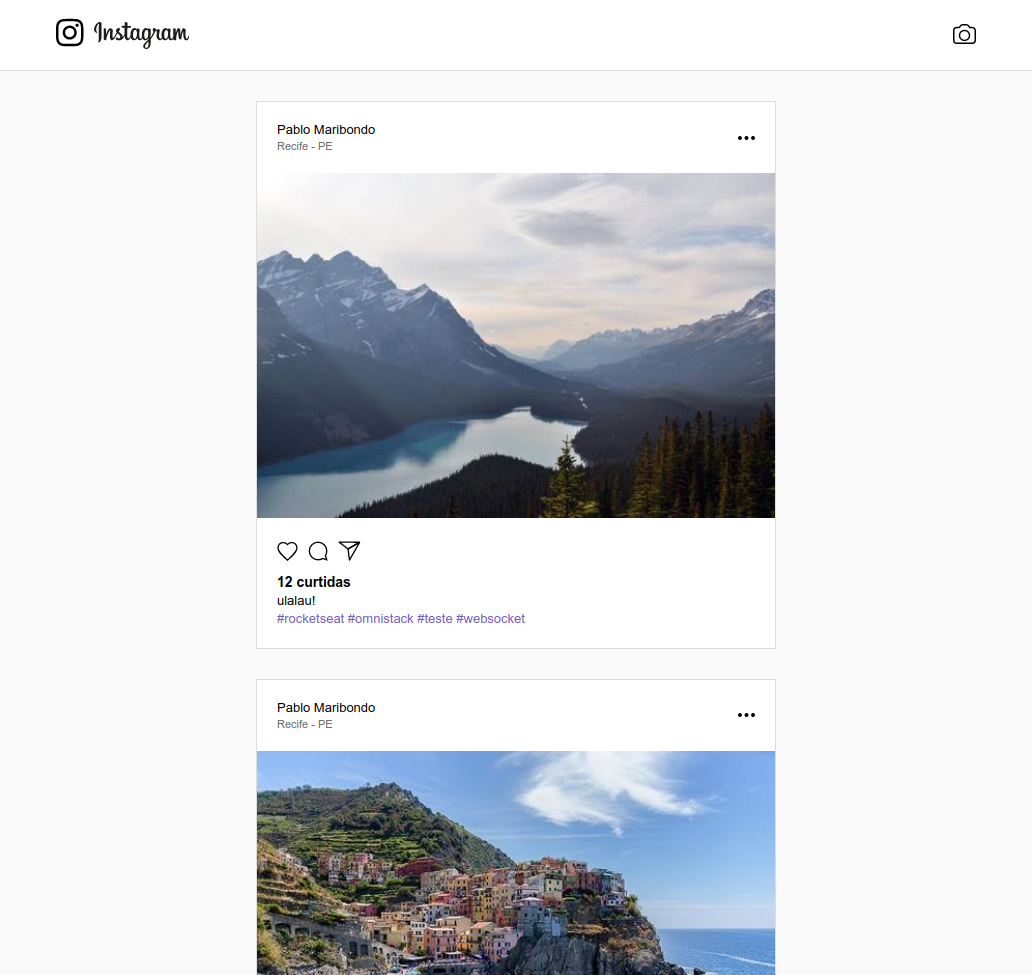 Instagram
Pablo Maribondo
Recife - PE
12 curtidas
ulalau!
#rocketseat #omnistack #teste #websocket
Pablo Maribondo
Recife - PE